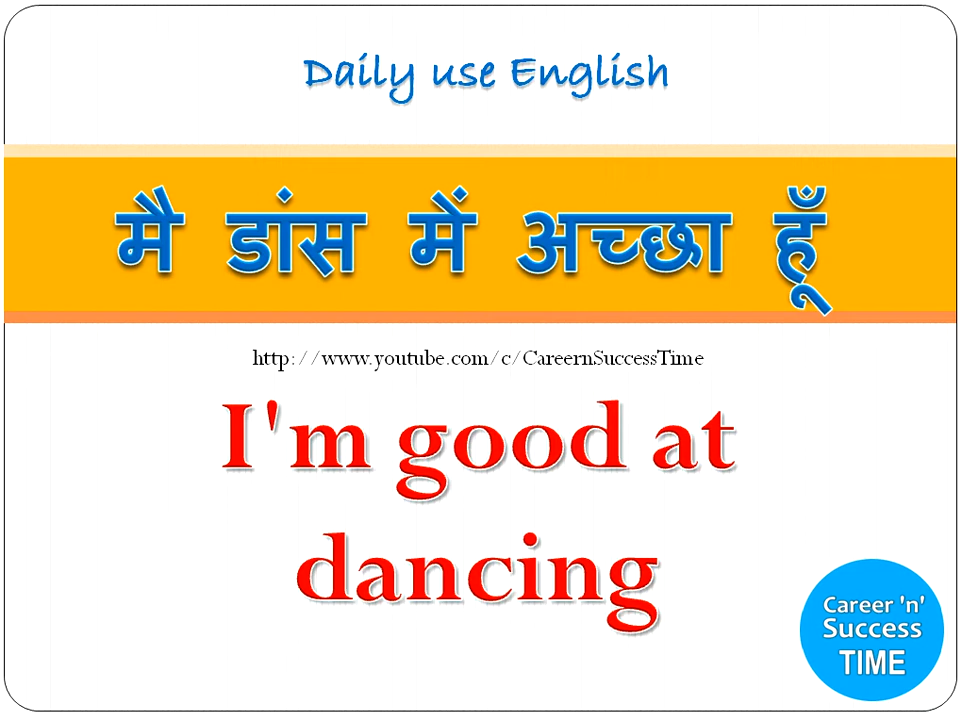 Daily use English
मै डांस में अच्छा हूँ
http://www.youtube.com/c/CareernSuccessTime
I'm good at
dancing
Career 'n'
Success
TIME